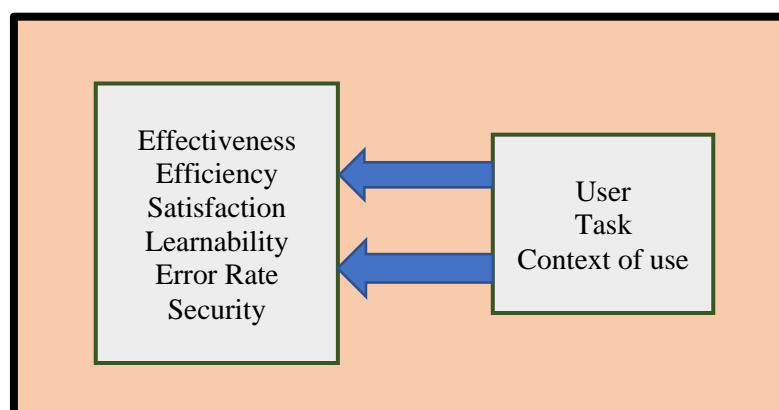 Effectiveness
Efficiency
Satisfaction
Learnability
Error Rate
Security
User
Task
Context of use